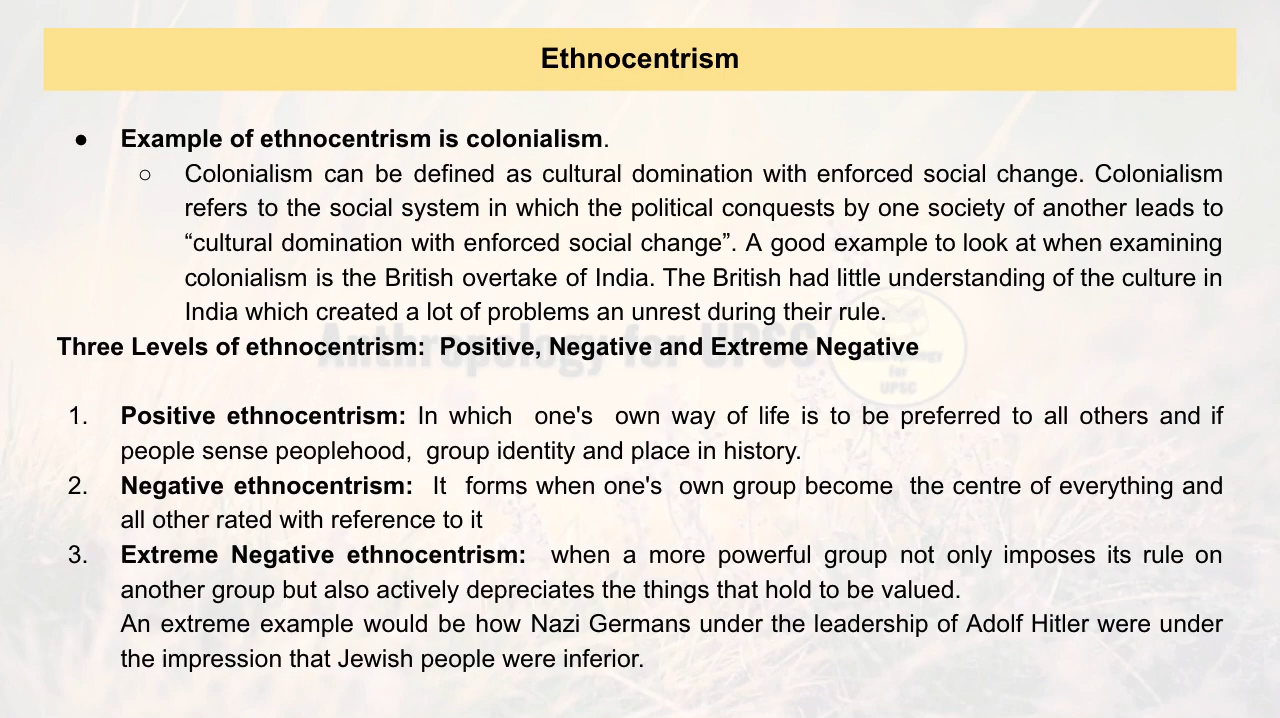 Ethnocentrism
● Example of ethnocentrism is colonialism.
○ Colonialism can be defined as cultural domination with enforced social change. Colonialism
refers to the social system in which the political conquests by one society of another leads to
“cultural domination with enforced social change”. A good example to look at when examining
colonialism is the British overtake of India. The British had little understanding of the culture in
India which created a lot of problems an unrest during their rule.
Anthropology for UPSC
Three Levels of ethnocentrism: Positive, Negative and Extreme Negative
for
UPSC
1. Positive ethnocentrism: In which one's own way of life is to be preferred to all others and if
people sense peoplehood, group identity and place in history.
2. Negative ethnocentrism: It forms when one's own group become the centre of everything and
all other rated with reference to it
3. Extreme Negative ethnocentrism: when a more powerful group not only imposes its rule on
another group but also actively depreciates the things that hold to be valued.
An extreme example would be how Nazi Germans under the leadership of Adolf Hitler were under
the impression that Jewish people were inferior.